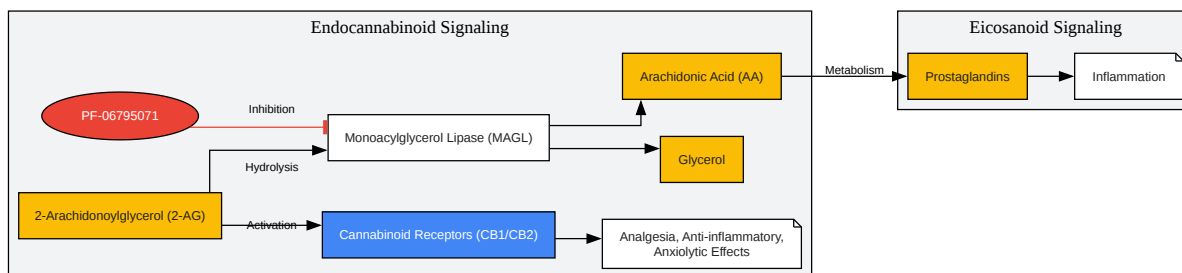 Endocannabinoid Signaling
Eicosanoid Signaling
Arachidonic Acid (AA)
Metabolism
Prostaglandins
Inflammation
PF-06795071
Inhibition
Monoacylglycerol Lipase (MAGL)
Glycerol
Hydrolysis
2-Arachidonoylglycerol (2-AG)
Activation
Cannabinoid Receptors (CB1/CB2)
Analgesia, Anti-inflammatory,
Anxiolytic Effects